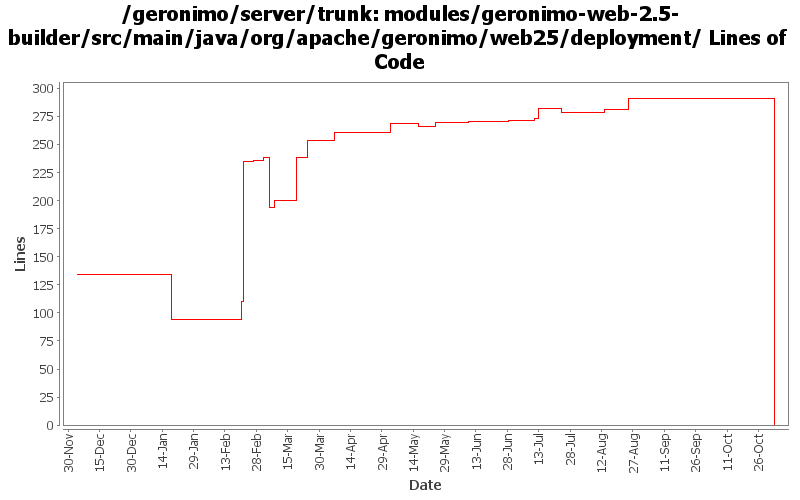 /geronimo/server/trunk: modules/geronimo-web-2.5-
builder/src/main/java/org/apache/geronimo/web25/deployment/ Lines of
Code
300
275
250
225
200
175
150
125
100
75
50
25
0
Lines
30-Nov
15-Dec
30-Dec
14-Jan
29-Jan
13-Feb
28-Feb
15-Mar
30-Mar
14-Apr
29-Apr
14-May
29-May
13-Jun
28-Jun
13-Jul
28-Jul
12-Aug
27-Aug
11-Sep
26-Sep
11-Oct
26-Oct
Date